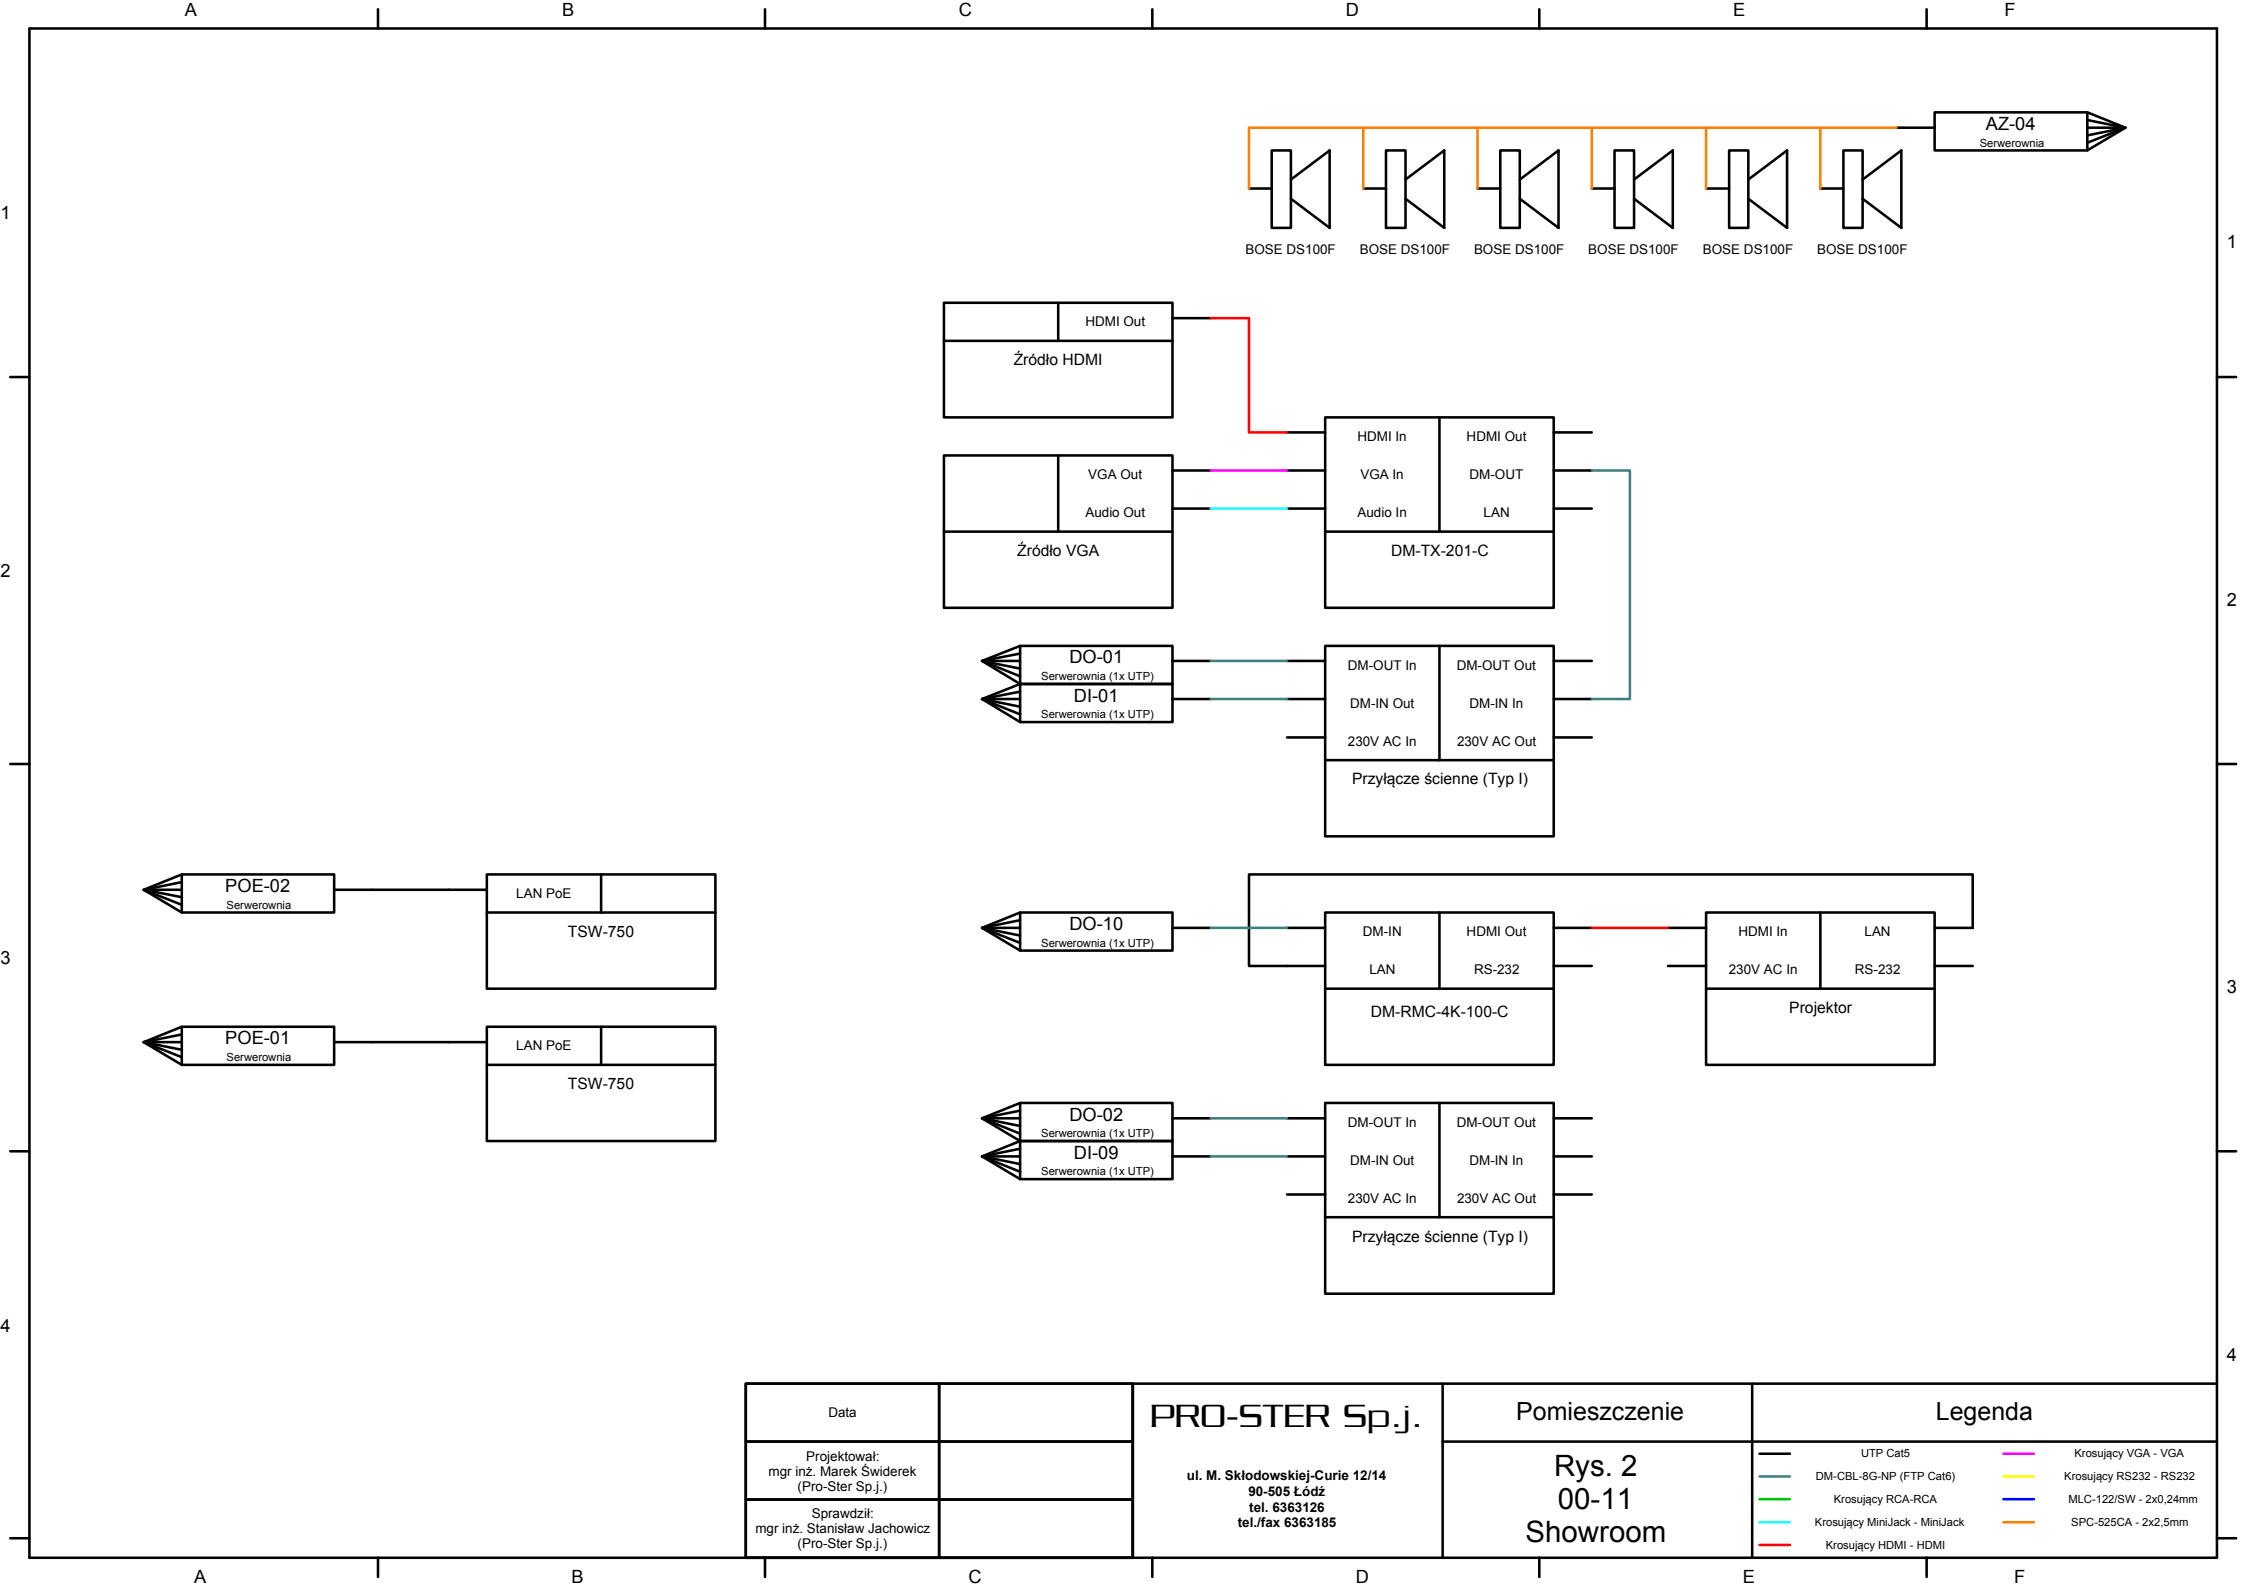 A B C D E F
AZ-04
Serwerownia
1
BOSE DS100F BOSE DS100F BOSE DS100F BOSE DS100F BOSE DS100F BOSE DS100F
1
HDMI Out
Źródło HDMI
VGA Out
Audio Out
Źródło VGA
HDMI In HDMI Out
VGA In DM-OUT
Audio In LAN
DM-TX-201-C
2
2
DO-01
Serwerownia (1x UTP)
DI-01
Serwerownia (1x UTP)
DM-OUT In DM-OUT Out
DM-IN Out DM-IN In
230V AC In 230V AC Out
Przyłącze ścienne (Typ I)
POE-02
Serwerownia
LAN PoE
TSW-750
DO-10
Serwerownia (1x UTP)
DM-IN HDMI Out
LAN RS-232
DM-RMC-4K-100-C
HDMI In LAN
230V AC In RS-232
Projektor
3
3
POE-01
Serwerownia
LAN PoE
TSW-750
DO-02
Serwerownia (1x UTP)
DI-09
Serwerownia (1x UTP)
DM-OUT In DM-OUT Out
DM-IN Out DM-IN In
230V AC In 230V AC Out
Przyłącze ścienne (Typ I)
4
4
Data
Projektował:
mgr inż. Marek Świderek
(Pro-Ster Sp.j.)
Sprawdził:
mgr inż. Stanisław Jachowicz
(Pro-Ster Sp.j.)
PRO-STER Sp.j.
ul. M. Skłodowskiej-Curie 12/14
90-505 Łódź
tel. 6363126
tel./fax 6363185
Pomieszczenie
Rys. 2
00-11
Showroom
Legenda
UTP Cat5 Krosujący VGA - VGA
DM-CBL-8G-NP (FTP Cat6) Krosujący RS232 - RS232
Krosujący RCA-RCA MLC-122/SW - 2x0,24mm
Krosujący MiniJack - MiniJack SPC-525CA - 2x2,5mm
Krosujący HDMI - HDMI
A B C D E F